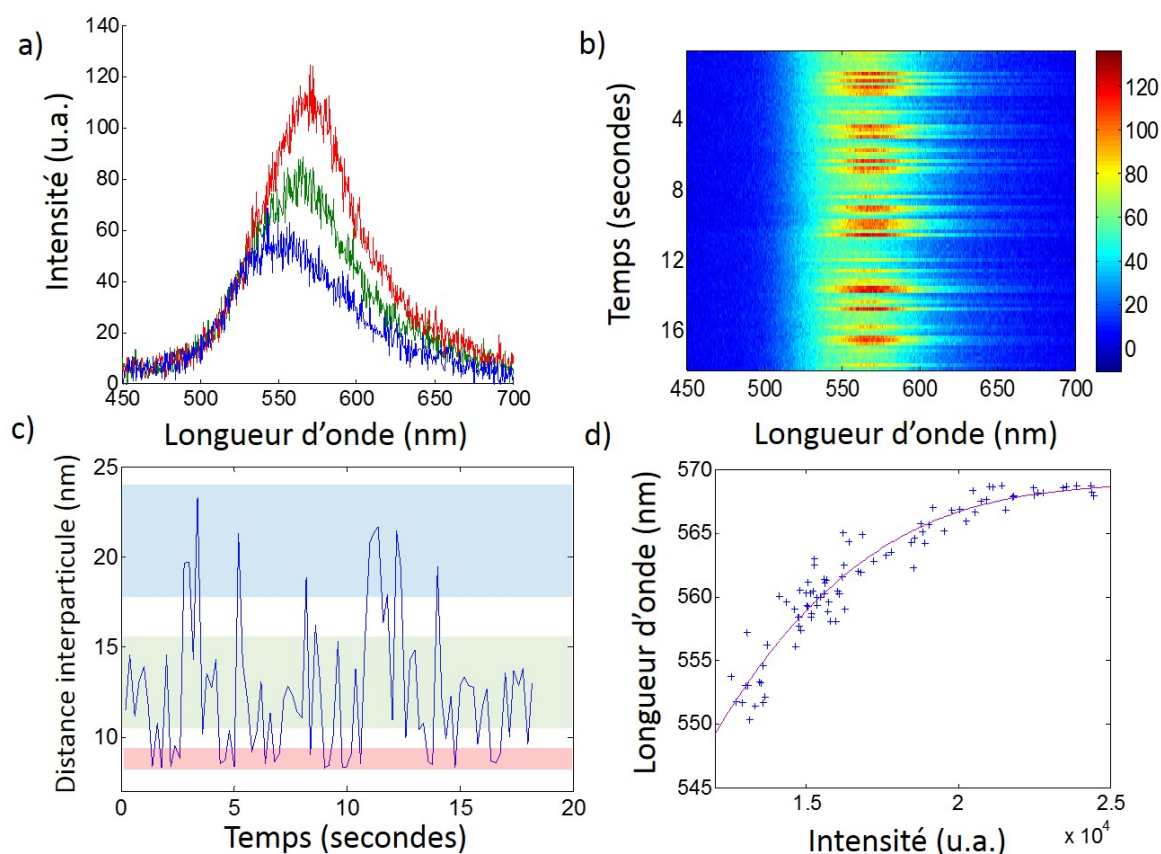 a)
Intensité (u.a.)
140
120
100
80
60
40
20
0
450 500 550 600 650 700
Longueur d’onde (nm)
b)
Temps (secondes)
4
8
12
16
450 500 550 600 650 700
Longueur d’onde (nm)
120
100
80
60
40
20
0
c)
Distance interparticule (nm)
25
20
15
10
0 5 10 15 20
Temps (secondes)
d)
Longueur d’onde (nm)
570
565
560
555
550
545
1.5 2 2.5
x 10⁴
Intensité (u.a.)